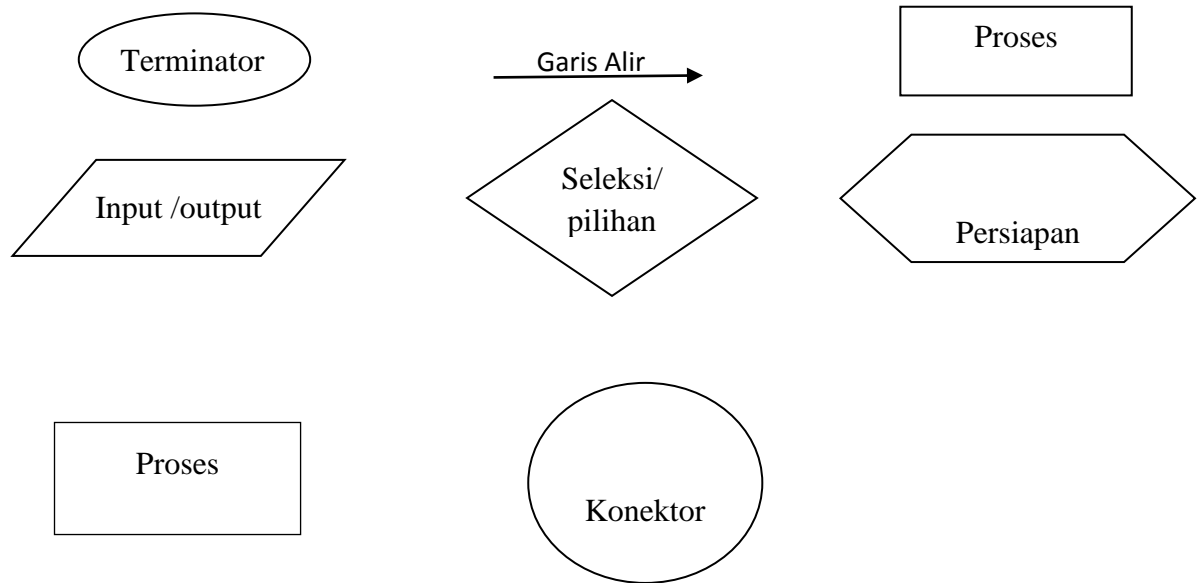 Terminator
Garis Alir
Proses
Input /output
Seleksi/
pilihan
Persiapan
Proses
Konektor